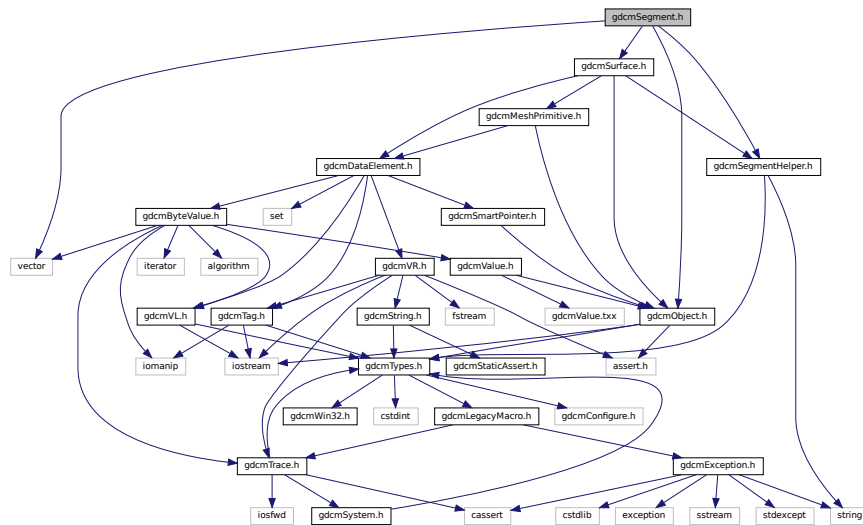 gdcmSegment.h
gdcmSurface.h
gdcmMeshPrimitive.h
gdcmDataElement.h
gdcmSegmentHelper.h
gdcmByteValue.h
set
gdcmSmartPointer.h
vector
iterator
algorithm
gdcmVR.h
gdcmValue.h
gdcmVL.h
gdcmTag.h
gdcmString.h
fstream
gdcmValue.txx
gdcmObject.h
iomanip
iostream
gdcmTypes.h
gdcmStaticAssert.h
assert.h
gdcmWin32.h
cstdint
gdcmLegacyMacro.h
gdcmConfigure.h
gdcmTrace.h
gdcmException.h
iosfwd
gdcmSystem.h
cassert
cstdlib
exception
sstream
stdexcept
string